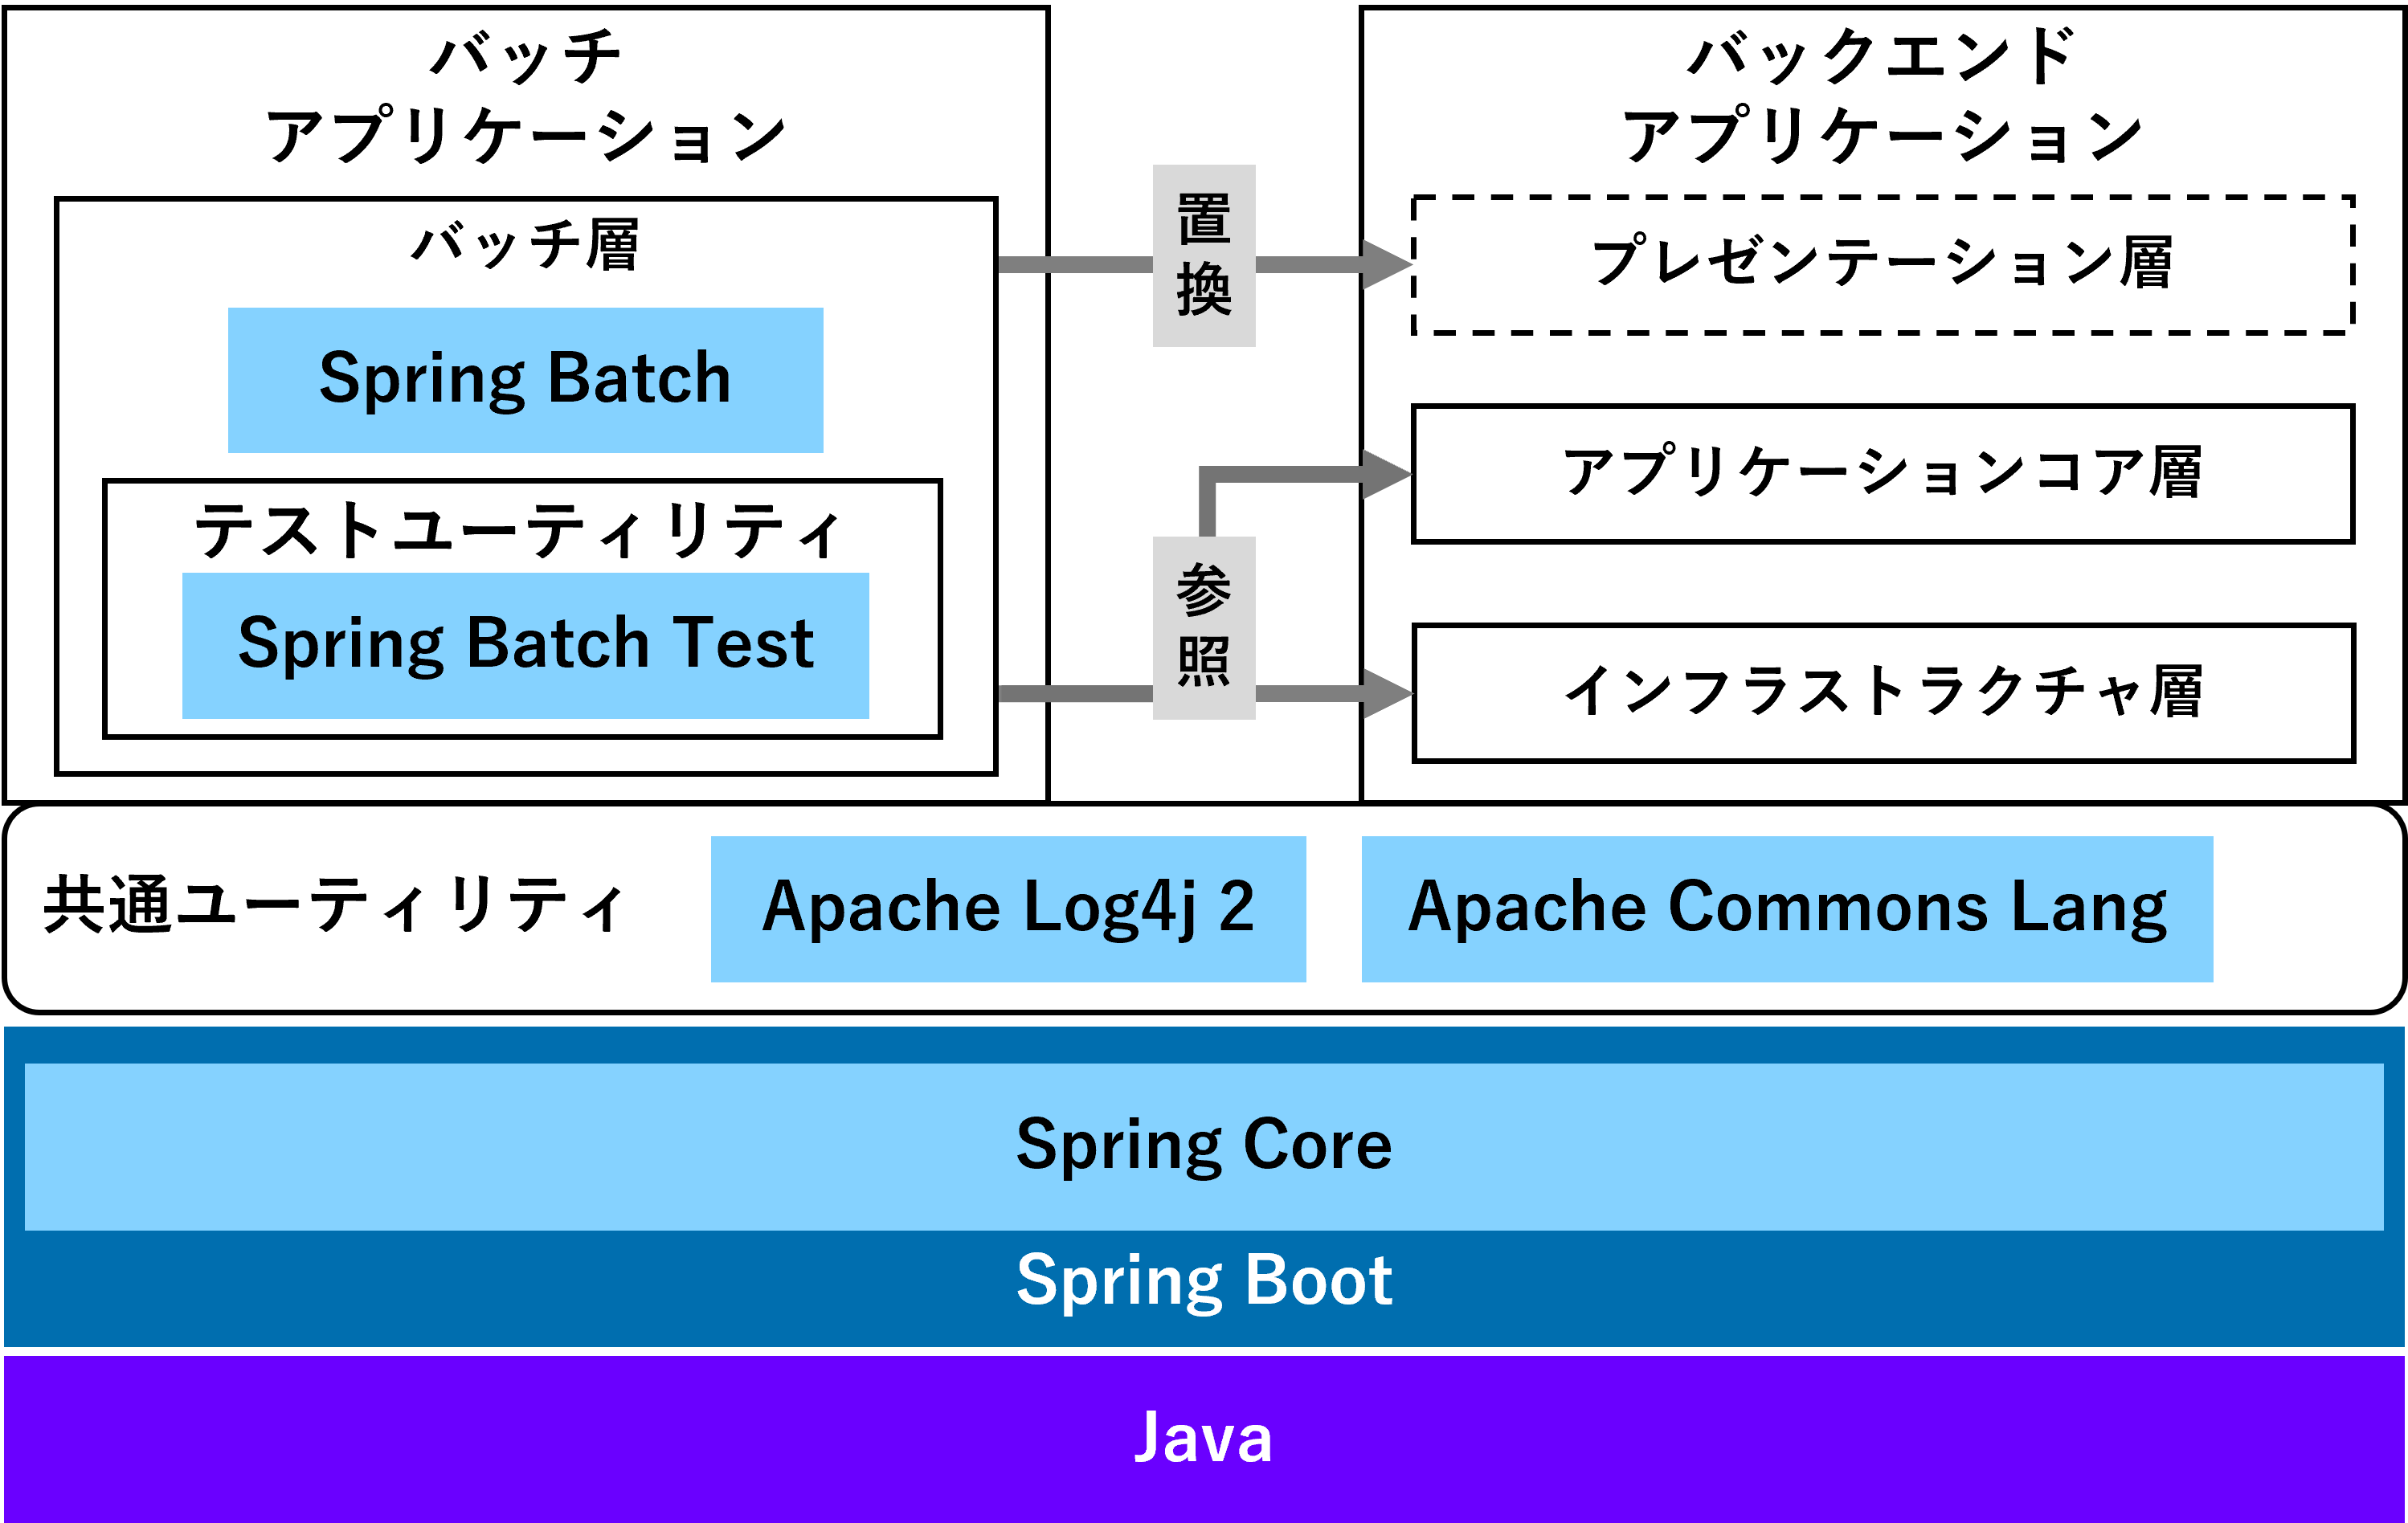 バッチ
アプリケーション
バッチ層
Spring Batch
テストユーティリティ
Spring Batch Test
置換
参照
バックエンド
アプリケーション
プレゼンテーション層
アプリケーションコア層
インフラストラクチャ層
共通ユーティリティ
Apache Log4j 2
Apache Commons Lang
Spring Core
Spring Boot
Java